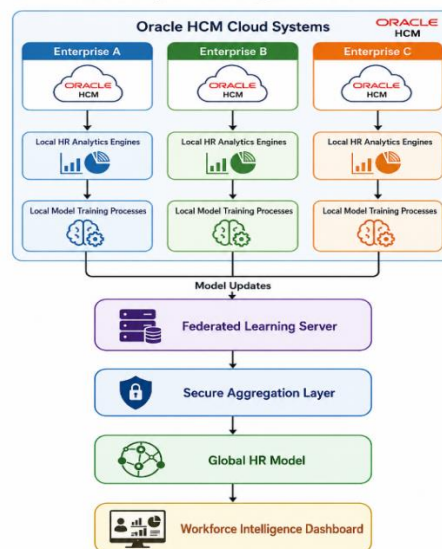 Oracle HCM Cloud Systems
ORACLE
HCM
Enterprise A
Enterprise B
Enterprise C
ORACLE
HCM
ORACLE
HCM
ORACLE
HCM
Local HR Analytics Engines
Local HR Analytics Engines
Local HR Analytics Engines
Local Model Training Processes
Local Model Training Processes
Local Model Training Processes
Model Updates
Federated Learning Server
Secure Aggregation Layer
Global HR Model
Workforce Intelligence Dashboard